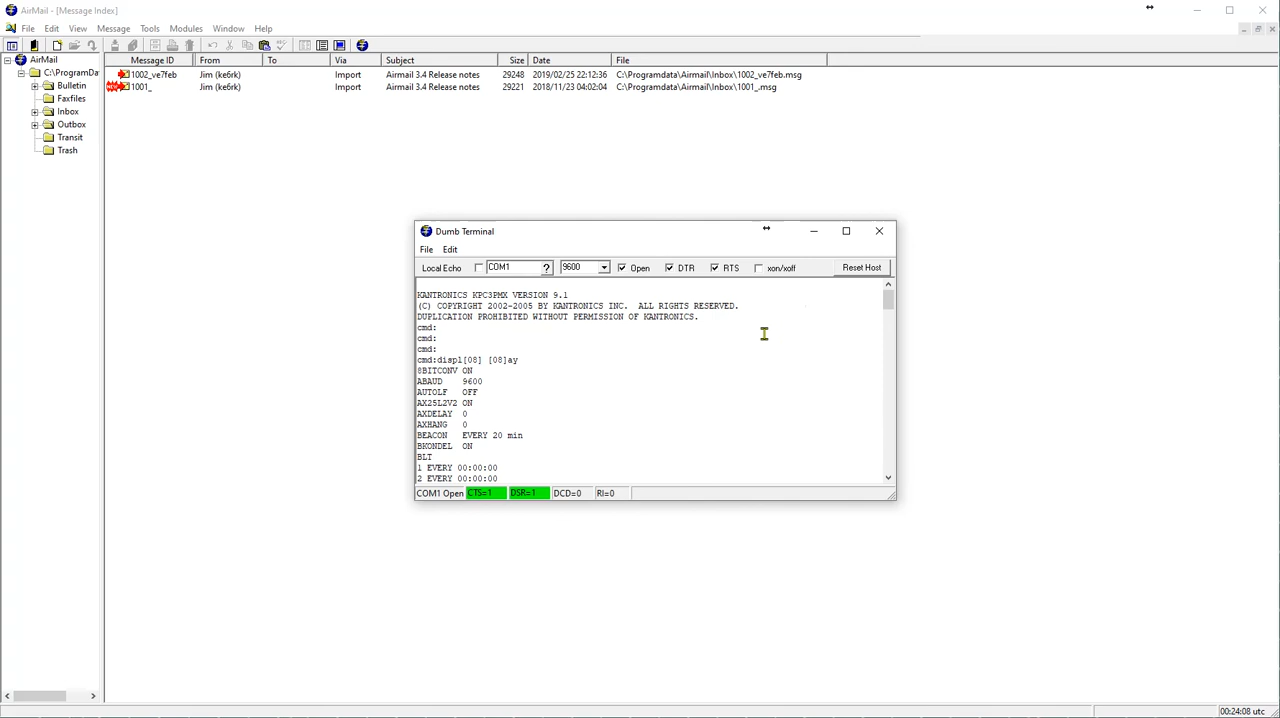 AirMail - [Message Index]
File Edit View Message Tools Modules Window Help
AirMail
C:\ProgramDa
Bulletin
Faxfiles
Inbox
Outbox
Transit
Trash
Message ID From To Via Subject Size Date File
1002_ve7feb Jim (ke6rk) Import Airmail 3.4 Release notes 29248 2019/02/25 22:12:36 C:\Programdata\Airmail\Inbox\1002_ve7feb.msg
NEW 1001_ Jim (ke6rk) Import Airmail 3.4 Release notes 29221 2018/11/23 04:02:04 C:\Programdata\Airmail\Inbox\1001_.msg
Dumb Terminal
File Edit
Local Echo COM1 ? 9600 Open DTR RTS xon/xoff Reset Host
KANTRONICS KPC3PMX VERSION 9.1
(C) COPYRIGHT 2002-2005 BY KANTRONICS INC. ALL RIGHTS RESERVED.
DUPLICATION PROHIBITED WITHOUT PERMISSION OF KANTRONICS.
cmd:
cmd:
cmd:
cmd:displ[08] [08]ay
8BITCONV ON
ABAUD 9600
AUTOLF OFF
AX25L2V2 ON
AXDELAY 0
AXHANG 0
BEACON EVERY 20 min
BKONDEL ON
BLT
1 EVERY 00:00:00
2 EVERY 00:00:00
COM1 Open CTS=1 DSR=1 DCD=0 RI=0
00:24:08 utc